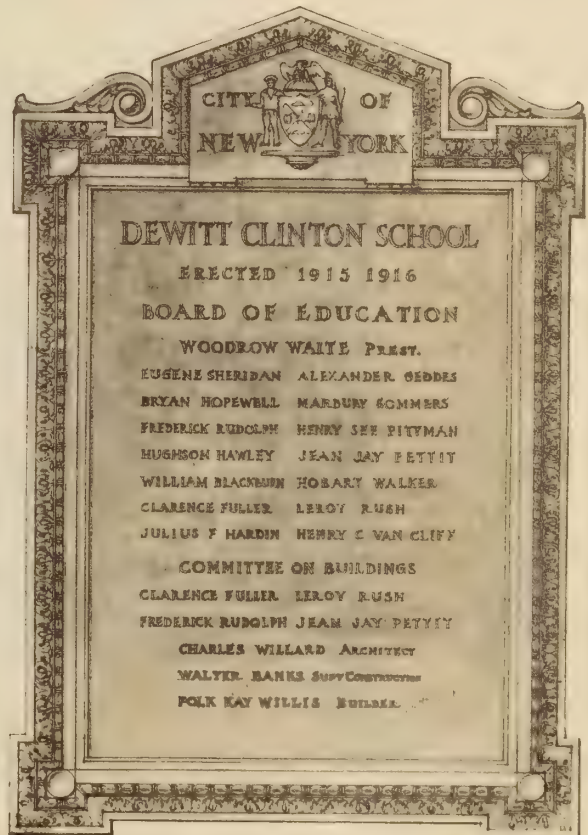 CITY OF
NEW YORK
DEWITT CLINTON SCHOOL
ERECTED 1915 1916
BOARD OF EDUCATION
WOODROW WAITE PREST.
EUGENE SHERIDAN ALEXANDER GEDDES
BRYAN HOPEWELL MARBURY SOMMERS
FREDERICK RUDOLPH HENRY SEE PITTMAN
HUGHSON HAWLEY JEAN JAY PETTIT
WILLIAM BLACKBURN HOBART WALKER
CLARENCE FULLER LEROY RUSH
JULIUS F HARDIN HENRY C VAN CLIFF
COMMITTEE ON BUILDINGS
CLARENCE FULLER LEROY RUSH
FREDERICK RUDOLPH JEAN JAY PETTIT
CHARLES WILLARD ARCHITECT
WALTER BANKS SUPT CONSTRUCTION
POLK KAY WILLIS BUILDER